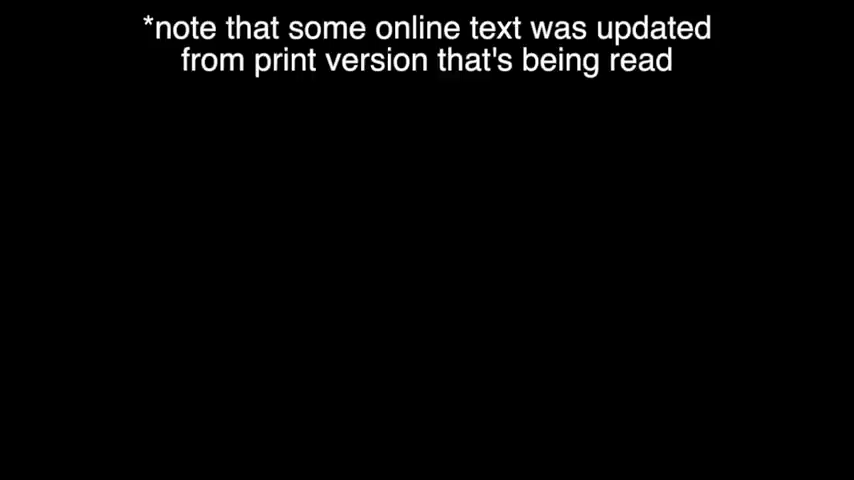 *note that some online text was updated
from print version that's being read